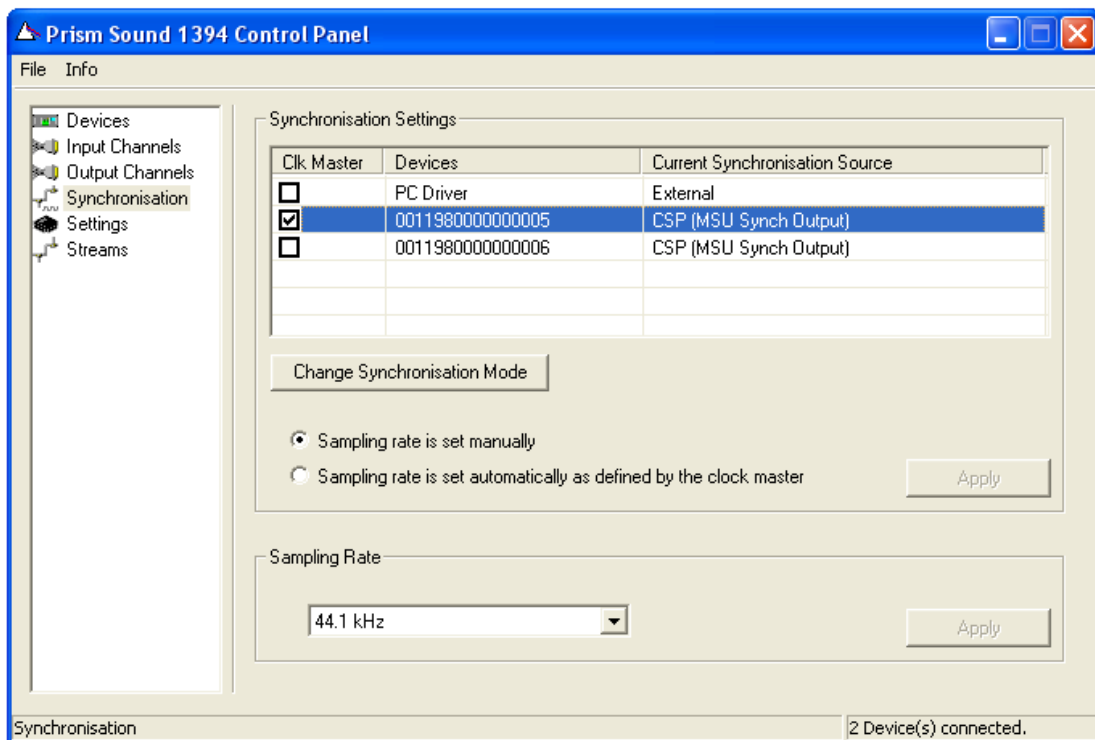 Prism Sound 1394 Control Panel
File Info
Devices
Input Channels
Output Channels
Synchronisation
Settings
Streams
Synchronisation Settings
Clk Master Devices Current Synchronisation Source
PC Driver External
0011980000000005 CSP (MSU Synch Output)
0011980000000006 CSP (MSU Synch Output)
Change Synchronisation Mode
Sampling rate is set manually
Sampling rate is set automatically as defined by the clock master
Apply
Sampling Rate
44.1 kHz
Apply
Synchronisation 2 Device(s) connected.